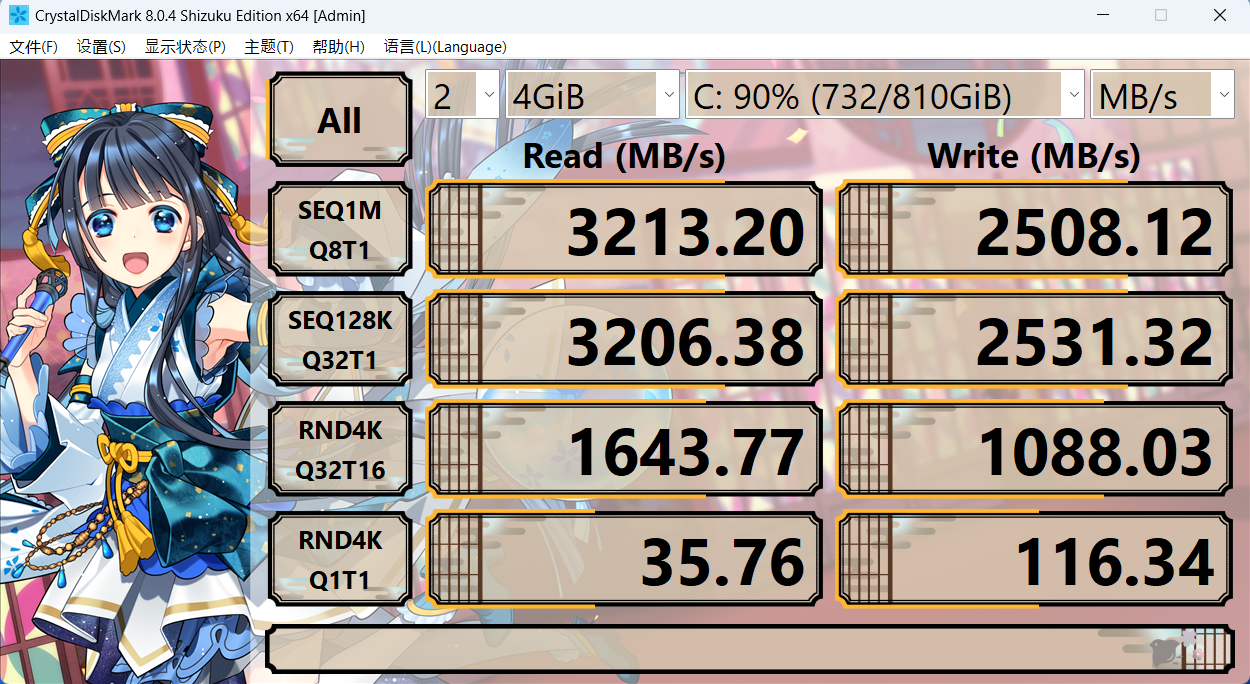 CrystalDiskMark 8.0.4 Shizuku Edition x64 [Admin]
文件(F) 设置(S) 显示状态(P) 主题(T) 帮助(H) 语言(L)(Language)
All 2 4GiB C: 90% (732/810GiB) MB/s
Read (MB/s) Write (MB/s)
SEQ1M
Q8T1
3213.20 2508.12
SEQ128K
Q32T1
3206.38 2531.32
RND4K
Q32T16
1643.77 1088.03
RND4K
Q1T1
35.76 116.34